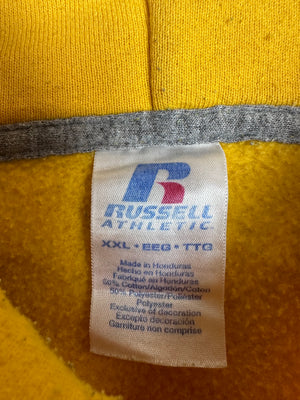 RUSSELL
ATHLETIC
XXL • EEG • TTG
Made in Honduras
Hecho en Honduras
Fabriqué en Honduras
50% Cotton/Algodón/Coton
50% Polyester/Poliéster
Polyester
Exclusive of decoration
Excepto decoración
Garniture non comprise